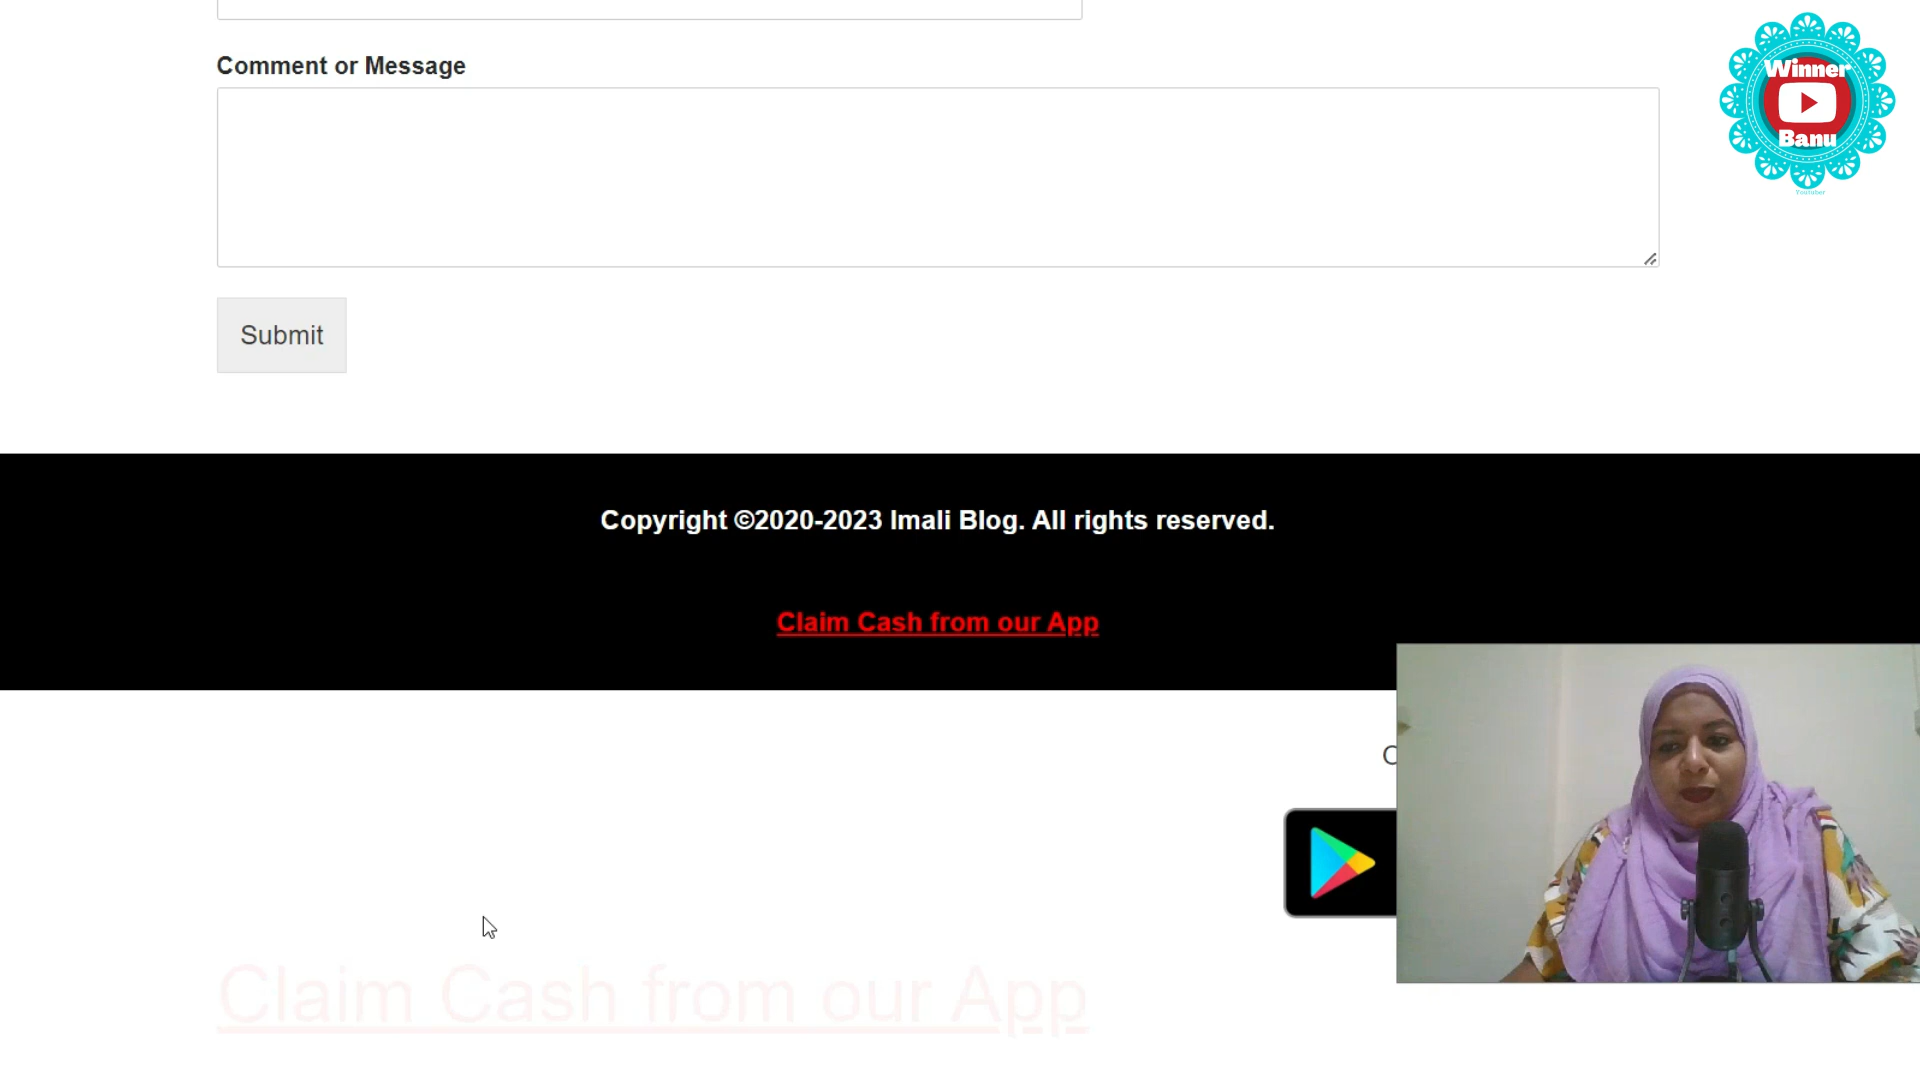 Comment or Message
Winner
Banu
Youtuber
Submit
Copyright ©2020-2023 Imali Blog. All rights reserved.
Claim Cash from our App
Claim Cash from our App